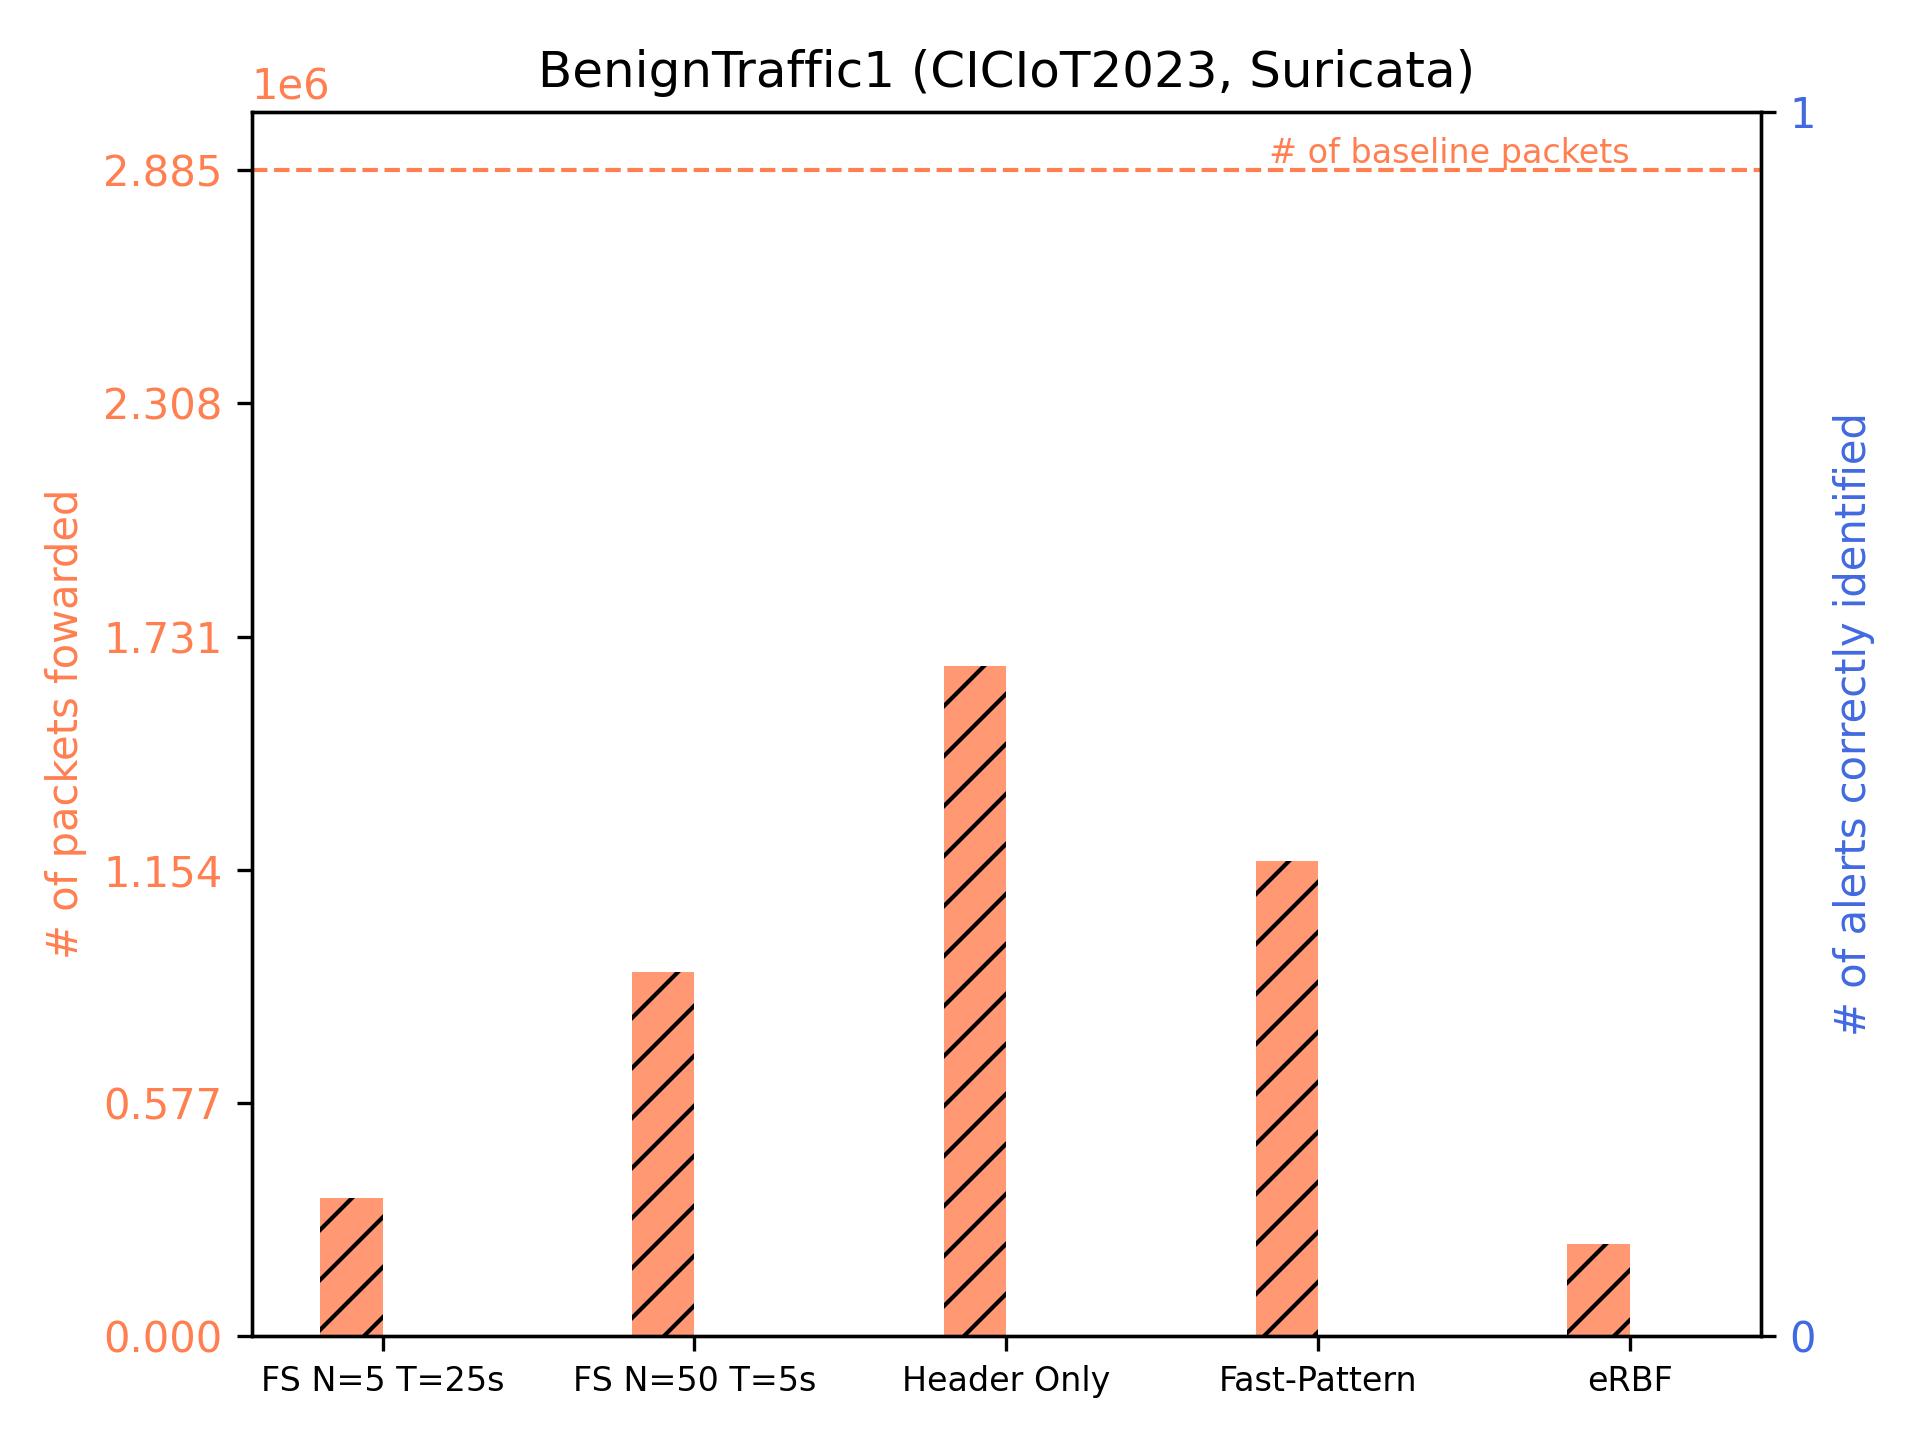 BenignTraffic1 (CICIoT2023, Suricata)
1e6
1
# of baseline packets
2.885
2.308
1.731
1.154
0.577
0.000
0
# of packets fowarded
# of alerts correctly identified
FS N=5 T=25s
FS N=50 T=5s
Header Only
Fast-Pattern
eRBF